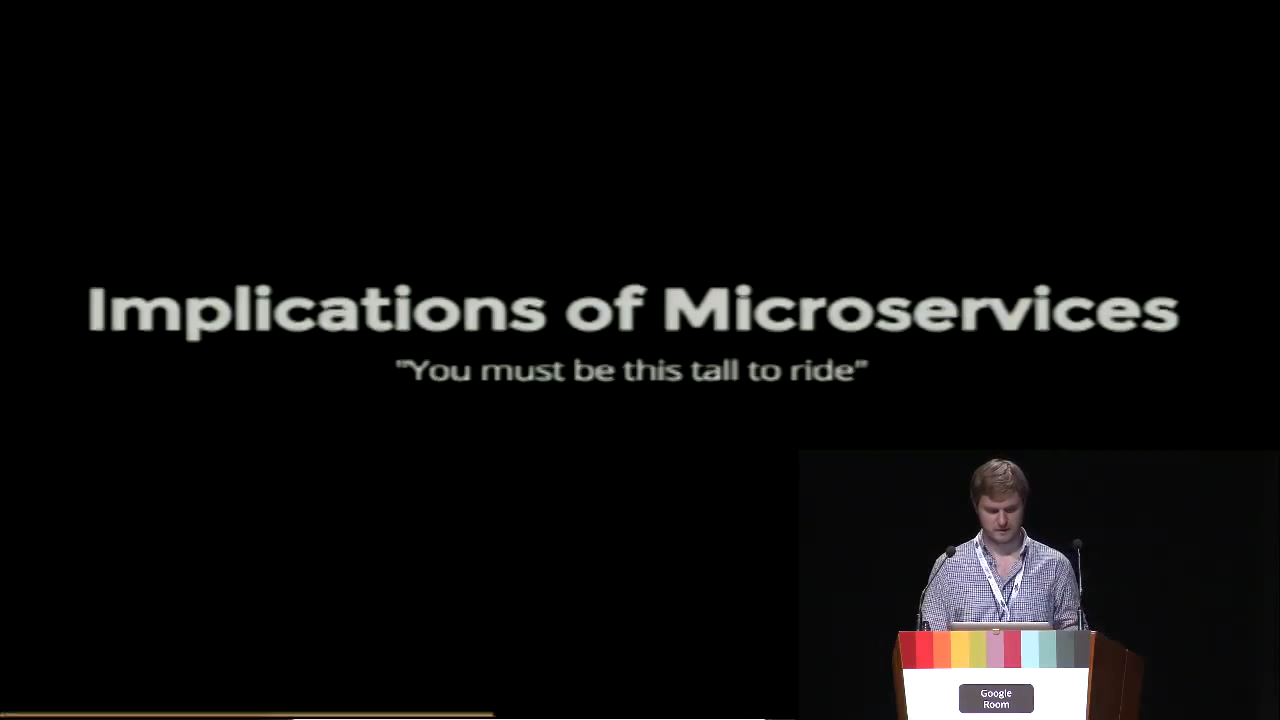 Implications of Microservices
"You must be this tall to ride"
Google
Room